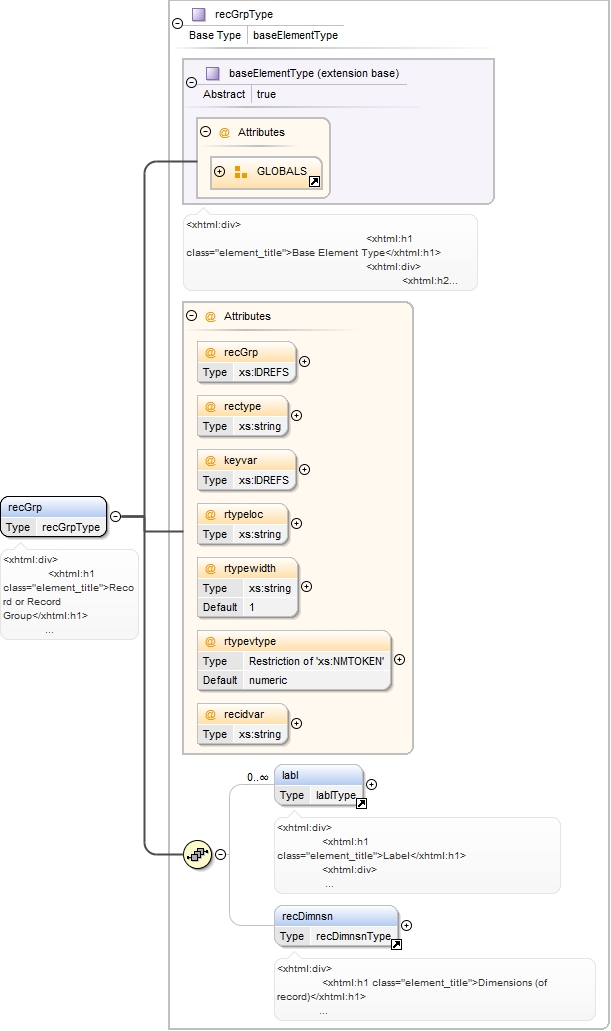 recGrpType
Base Type baseElementType
baseElementType (extension base)
Abstract true
@ Attributes
GLOBALS
<xhtml:div>
<xhtml:h1
class="element_title">Base Element Type</xhtml:h1>
<xhtml:div>
<xhtml:h2...
@ Attributes
@ recGrp
Type xs:IDREFS
@ rectype
Type xs:string
@ keyvar
Type xs:IDREFS
@ rtypeloc
Type xs:string
@ rtypewidth
Type xs:string
Default 1
@ rtypevtype
Type Restriction of 'xs:NMTOKEN'
Default numeric
@ recidvar
Type xs:string
recGrp
Type recGrpType
<xhtml:div>
<xhtml:h1
class="element_title">Reco
rd or Record
Group</xhtml:h1>
...
0..∞
labl
Type lablType
<xhtml:div>
<xhtml:h1
class="element_title">Label</xhtml:h1>
<xhtml:div>
...
recDimnsn
Type recDimnsnType
<xhtml:div>
<xhtml:h1 class="element_title">Dimensions (of
record)</xhtml:h1>
...